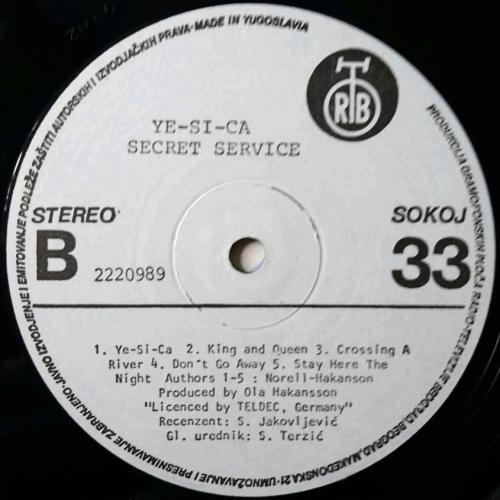 JAVNO IZVODJENJE I EMITOVANJE PODLEŽE ZAŠTITI AUTORSKIH I IZVODJAČKIH PRAVA·MADE IN YUGOSLAVIA
RTB
YE-SI-CA
SECRET SERVICE
STEREO
SOKOJ
B
2220989
33
1. Ye-Si-Ca 2. King and Queen 3. Crossing A
River 4. Don't Go Away 5. Stay Here The
Night Authors 1-5 : Norell-Hakanson
Produced by Ola Hakansson
"Licenced by TELDEC, Germany"
Recenzent: S. Jakovljević
Gl. urednik: S. Terzić
PRODUKCIJA GRAMOFONSKIH PLOČA RADIO-TELEVIZIJE BEOGRAD, BEOGRAD, MAKEDONSKA 21·UMNOŽAVANJE I PRESNIMAVANJE ZABRANJENO·